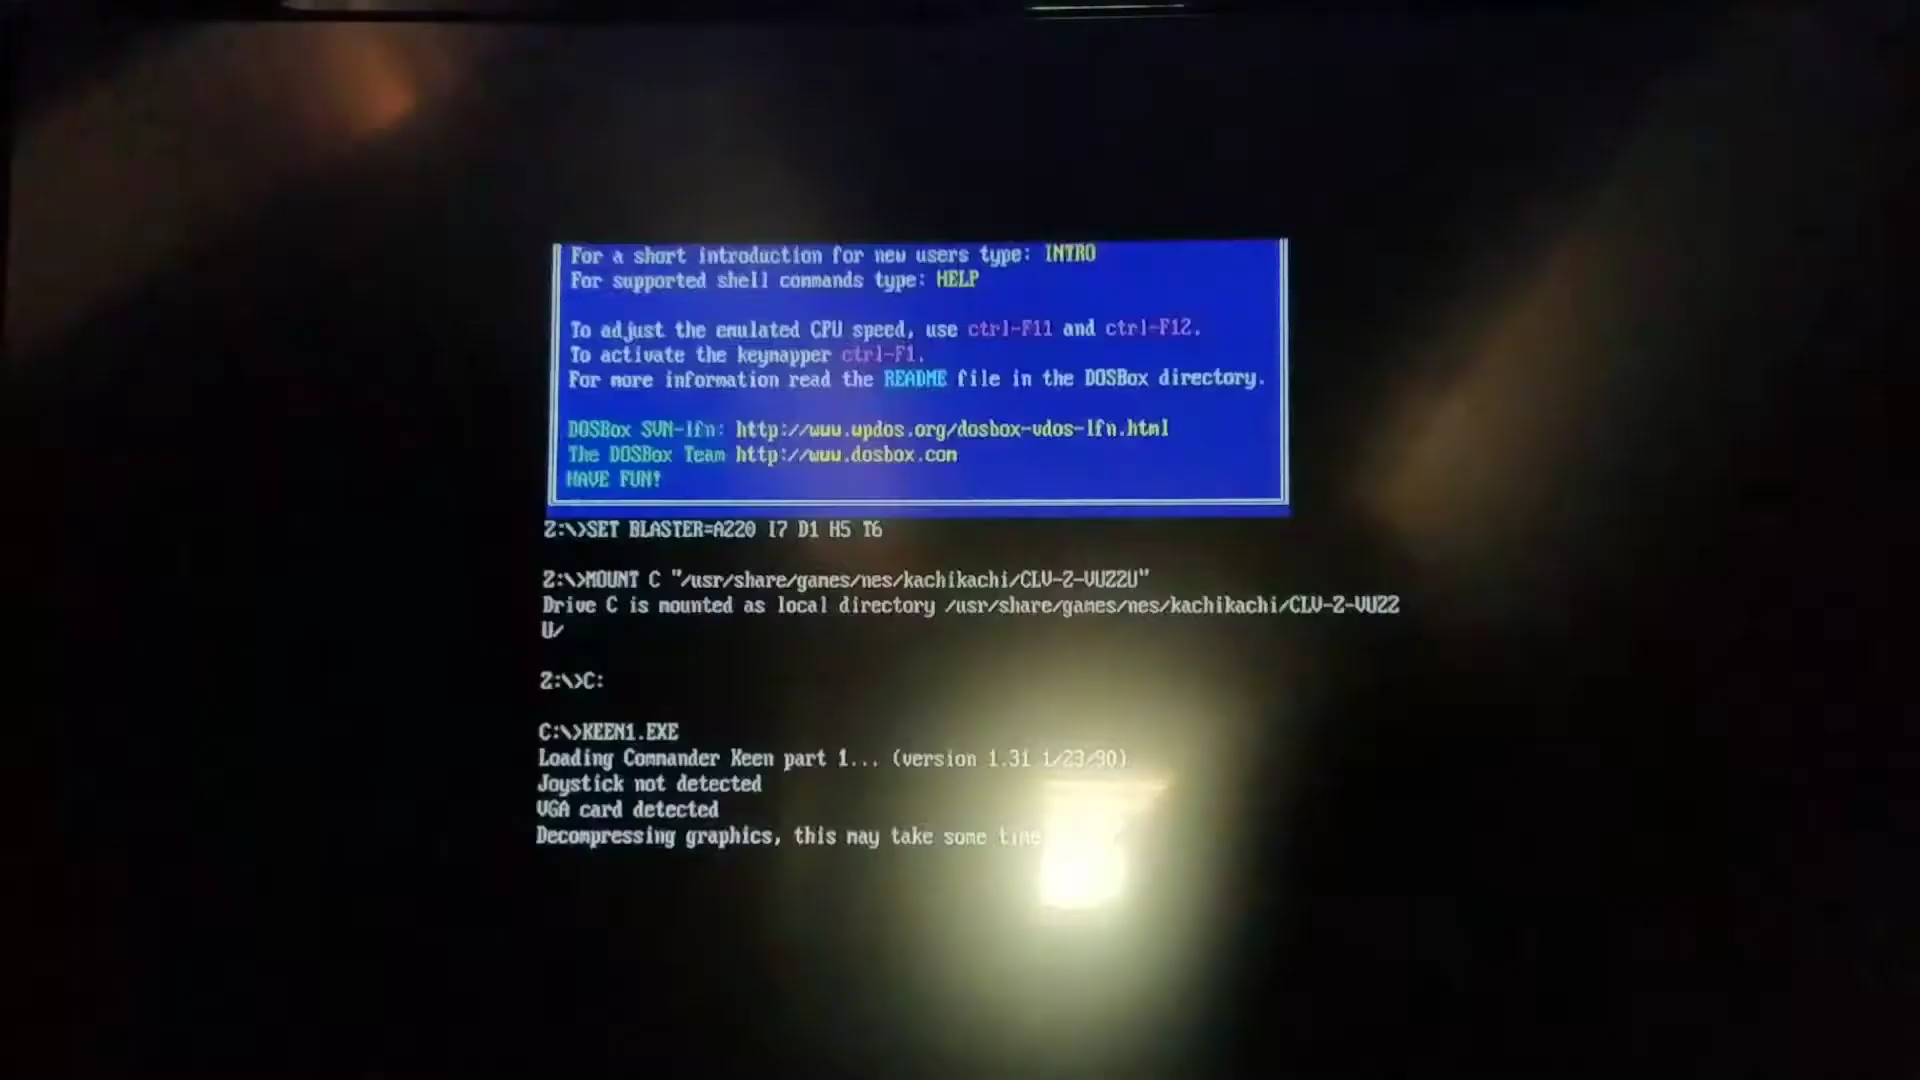 For a short introduction for new users type: INTRO
For supported shell commands type: HELP
To adjust the emulated CPU speed, use ctrl-F11 and ctrl-F12.
To activate the keymapper ctrl-F1.
For more information read the README file in the DOSBox directory.
DOSBox SVN-lfn: http://www.updos.org/dosbox-vdos-lfn.html
The DOSBox Team http://www.dosbox.com
HAVE FUN!
Z:\>SET BLASTER=A220 I7 D1 H5 T6
Z:\>MOUNT C "/usr/share/games/nes/kachikachi/CLV-Z-VUZZU"
Drive C is mounted as local directory /usr/share/games/nes/kachikachi/CLV-Z-VUZZ
U/
Z:\>C:
C:\>KEEN1.EXE
Loading Commander Keen part 1... (version 1.31 1/23/90)
Joystick not detected
VGA card detected
Decompressing graphics, this may take some time